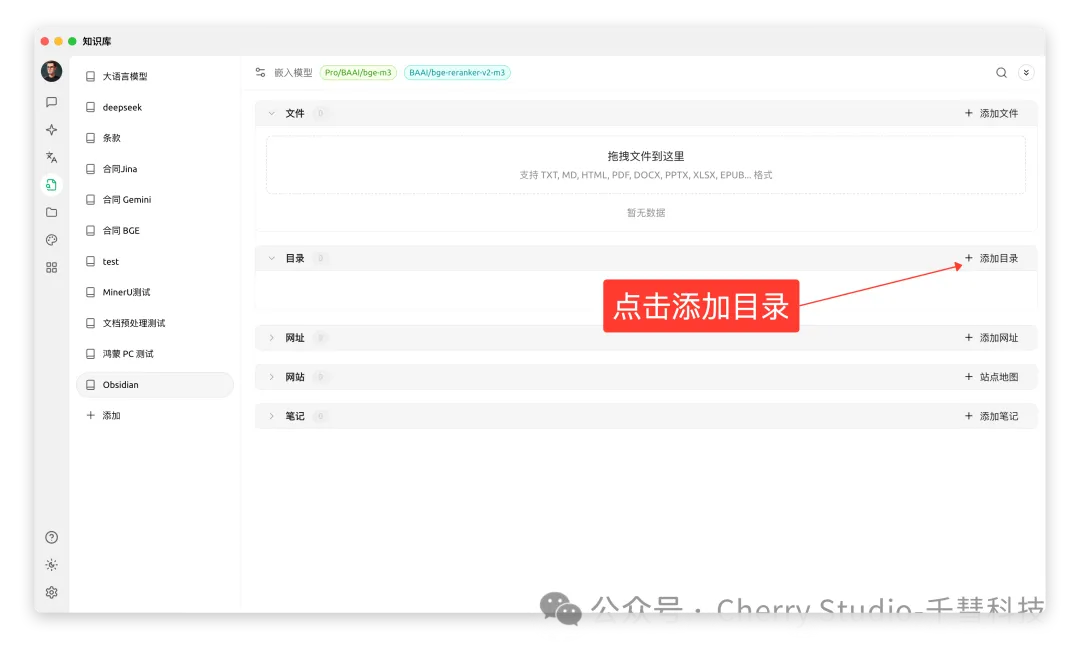 知识库
大语言模型
deepseek
条款
合同Jina
合同 Gemini
合同 BGE
test
MinerU测试
文档预处理测试
鸿蒙 PC 测试
Obsidian
添加
嵌入模型 Pro/BAAI/bge-m3 BAAI/bge-reranker-v2-m3
文件 0 添加文件
拖拽文件到这里
支持 TXT, MD, HTML, PDF, DOCX, PPTX, XLSX, EPUB... 格式
暂无数据
目录 0 添加目录
点击添加目录
网址 0 添加网址
网站 0 站点地图
笔记 0 添加笔记
公众号 · Cherry Studio-千彗科技